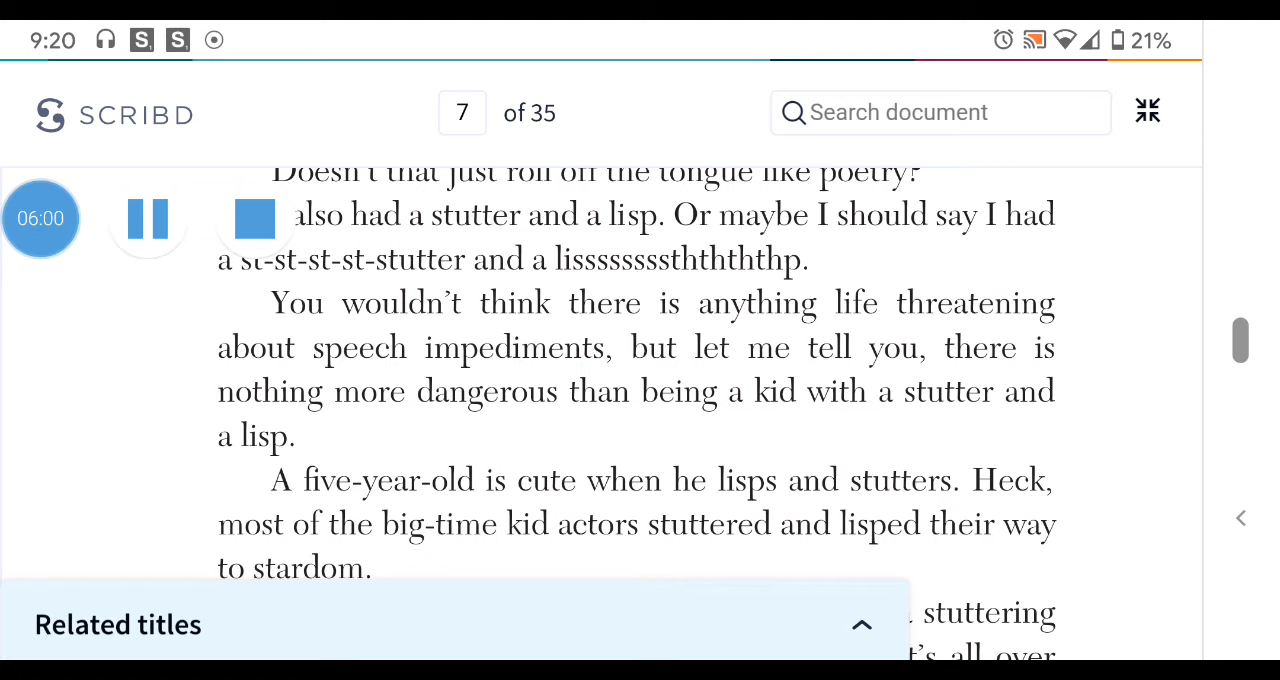 9:20 S, S, 21%
SCRIBD 7 of 35 Search document
Doesn't that just roll off the tongue like poetry?
06:00 also had a stutter and a lisp. Or maybe I should say I had
a st-st-st-st-stutter and a lisssssssssthththththp.
You wouldn't think there is anything life threatening
about speech impediments, but let me tell you, there is
nothing more dangerous than being a kid with a stutter and
a lisp.
A five-year-old is cute when he lisps and stutters. Heck,
most of the big-time kid actors stuttered and lisped their way
to stardom.
stuttering
Related titles
t's all over